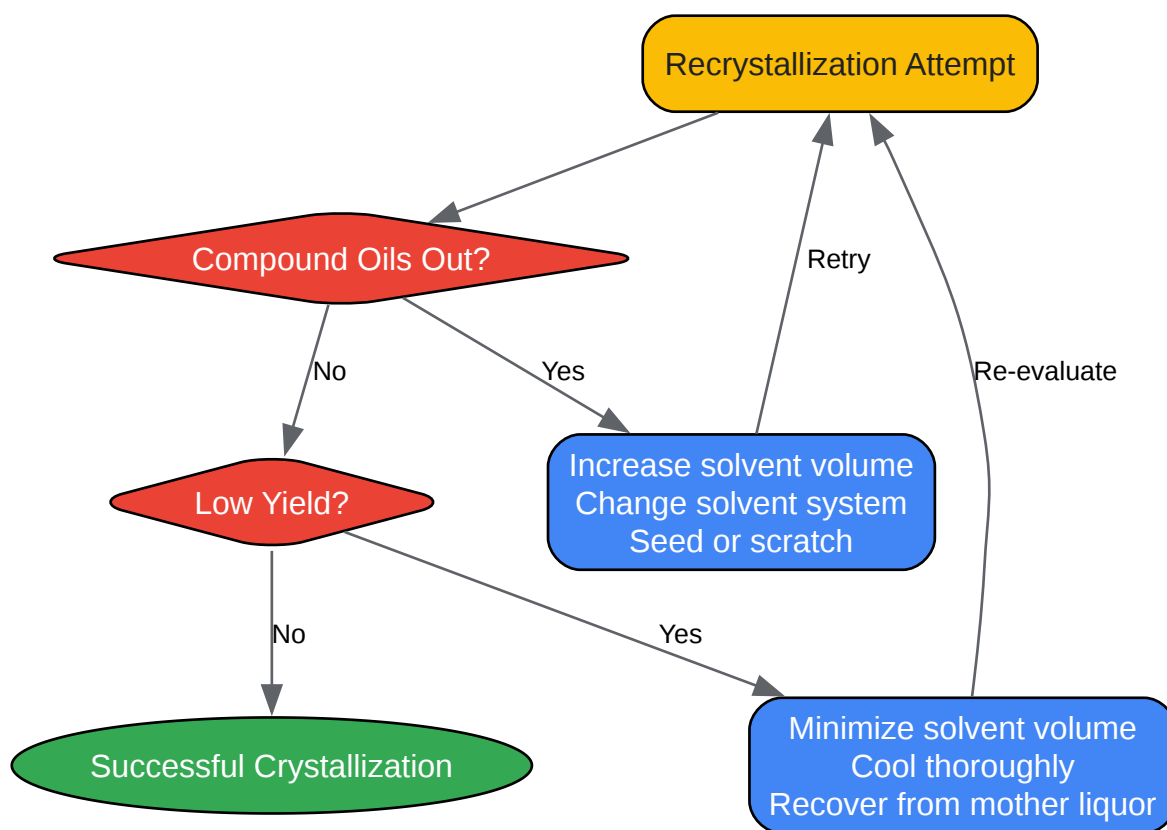 Recrystallization Attempt
Compound Oils Out?
Retry
No
Yes
Re-evaluate
Increase solvent volume
Change solvent system
Seed or scratch
Low Yield?
No
Yes
Successful Crystallization
Minimize solvent volume
Cool thoroughly
Recover from mother liquor